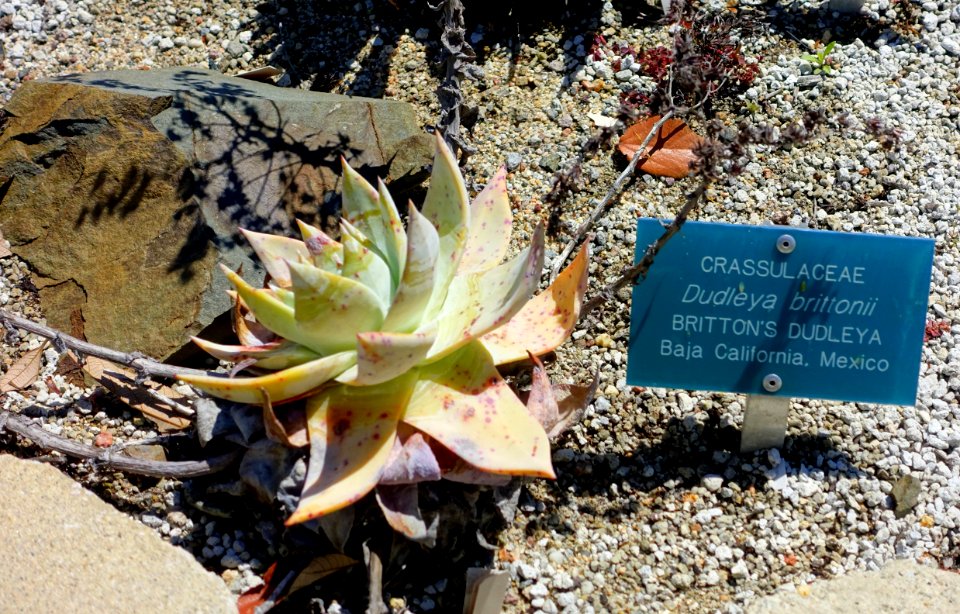 CRASSULACEAE
Dudleya brittonii
BRITTON'S DUDLEYA
Baja California, Mexico